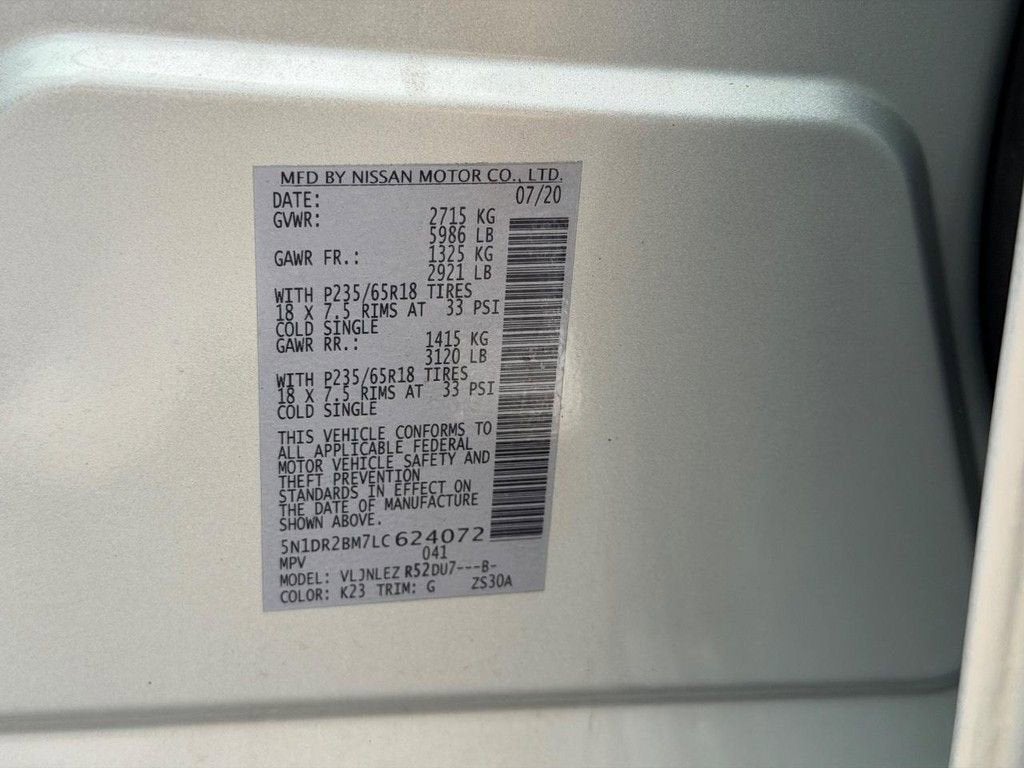 MFD BY NISSAN MOTOR CO., LTD.
DATE: 07/20
GVWR: 2715 KG
5986 LB
GAWR FR.: 1325 KG
2921 LB
WITH P235/65R18 TIRES
18 X 7.5 RIMS AT 33 PSI
COLD SINGLE
GAWR RR.: 1415 KG
3120 LB
WITH P235/65R18 TIRES
18 X 7.5 RIMS AT 33 PSI
COLD SINGLE
THIS VEHICLE CONFORMS TO
ALL APPLICABLE FEDERAL
MOTOR VEHICLE SAFETY AND
THEFT PREVENTION
STANDARDS IN EFFECT ON
THE DATE OF MANUFACTURE
SHOWN ABOVE.
5N1DR2BM7LC624072
MPV 041
MODEL: VLJNLEZ R52DU7---B-
COLOR: K23 TRIM: G ZS30A